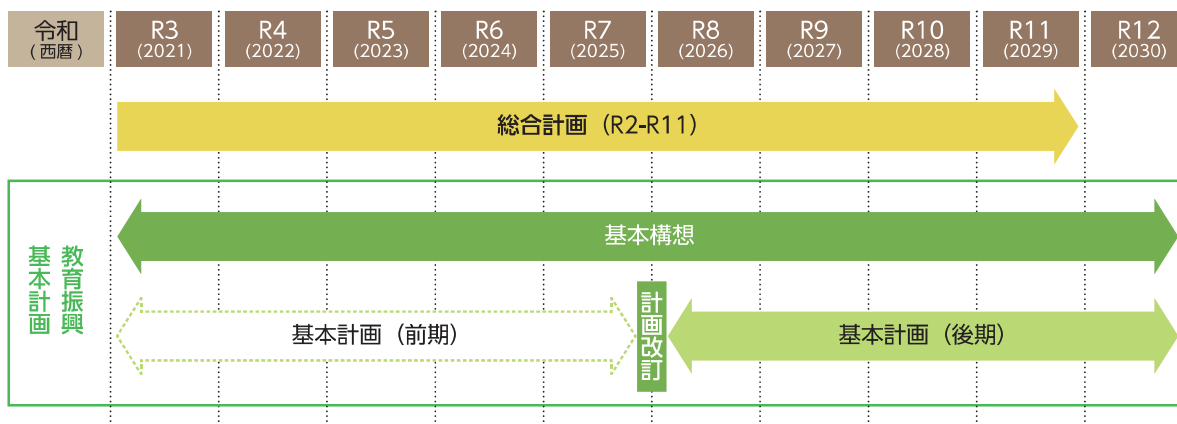 令和
(西暦)
R3
(2021)
R4
(2022)
R5
(2023)
R6
(2024)
R7
(2025)
R8
(2026)
R9
(2027)
R10
(2028)
R11
(2029)
R12
(2030)
総合計画（R2-R11）
教育振興
基本計画
基本構想
基本計画（前期）
計画改訂
基本計画（後期）